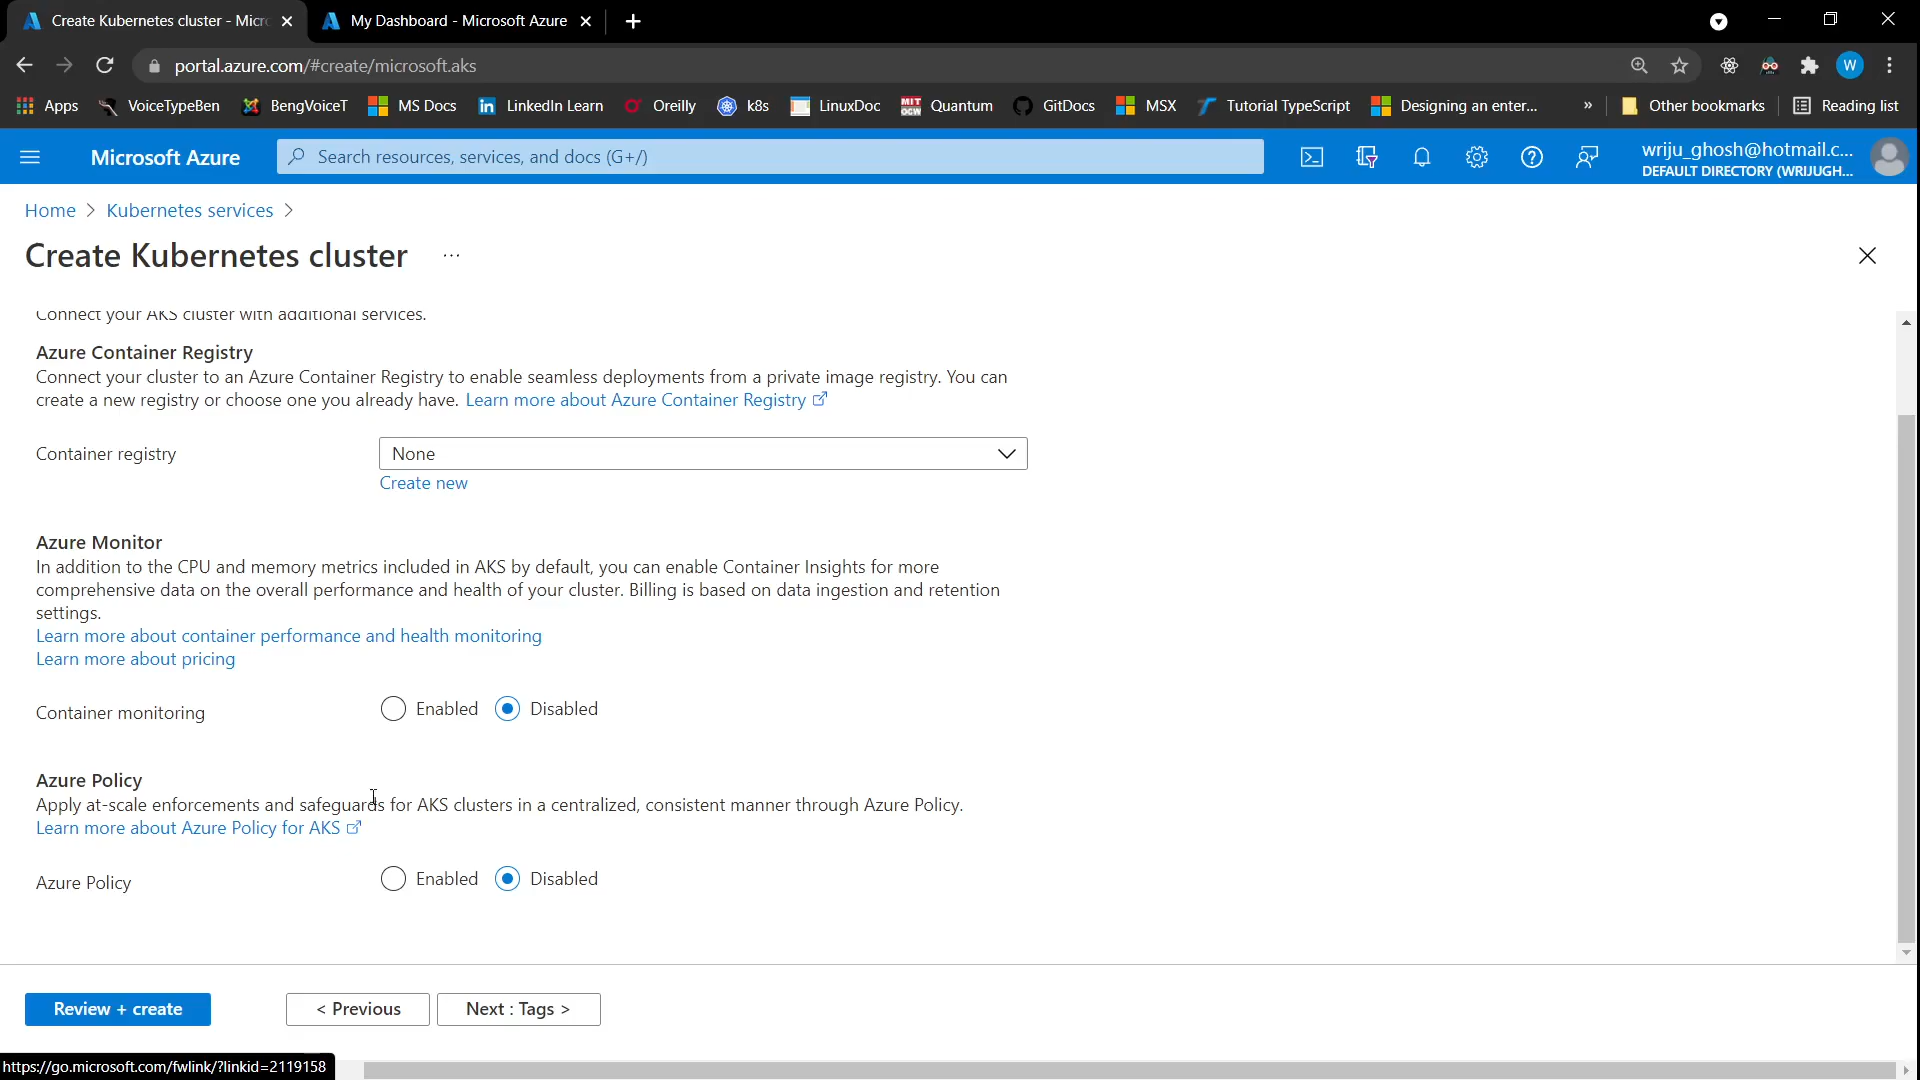 Create Kubernetes cluster - Micr
My Dashboard - Microsoft Azure
portal.azure.com/#create/microsoft.aks
W
Apps
VoiceTypeBen
BengVoiceT
MS Docs
LinkedIn Learn
Oreilly
k8s
LinuxDoc
MIT OCW
Quantum
GitDocs
MSX
Tutorial TypeScript
Designing an enter...
»
Other bookmarks
Reading list
Microsoft Azure
Search resources, services, and docs (G+/)
wriju_ghosh@hotmail.c...
DEFAULT DIRECTORY (WRIJUGH...
Home > Kubernetes services >
Create Kubernetes cluster ...
Connect your AKS cluster with additional services.
Azure Container Registry
Connect your cluster to an Azure Container Registry to enable seamless deployments from a private image registry. You can
create a new registry or choose one you already have. Learn more about Azure Container Registry
Container registry
None
Create new
Azure Monitor
In addition to the CPU and memory metrics included in AKS by default, you can enable Container Insights for more
comprehensive data on the overall performance and health of your cluster. Billing is based on data ingestion and retention
settings.
Learn more about container performance and health monitoring
Learn more about pricing
Container monitoring
Enabled
Disabled
Azure Policy
Apply at-scale enforcements and safeguards for AKS clusters in a centralized, consistent manner through Azure Policy.
Learn more about Azure Policy for AKS
Azure Policy
Enabled
Disabled
Review + create
< Previous
Next : Tags >
https://go.microsoft.com/fwlink/?linkid=2119158